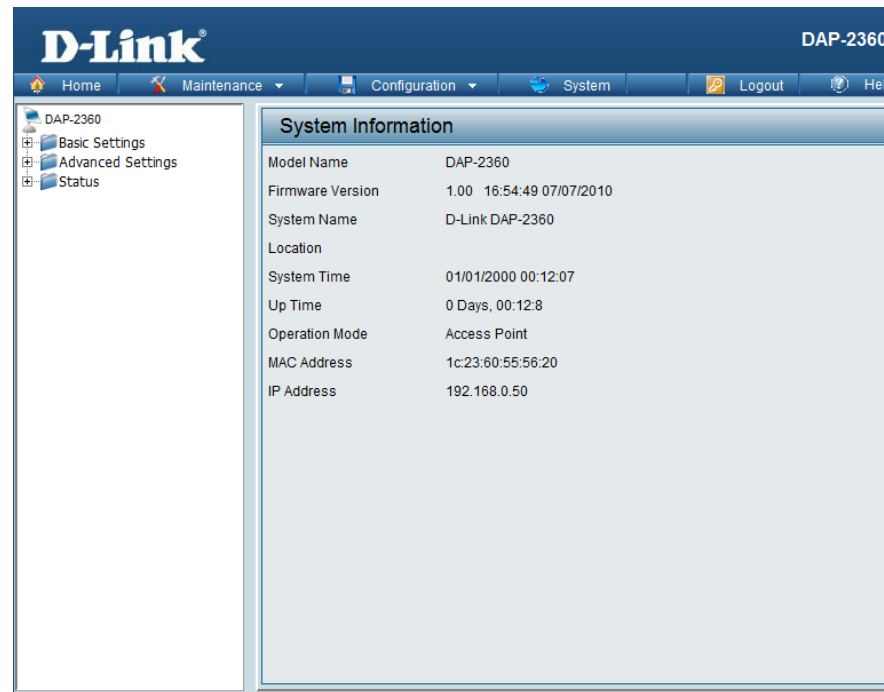 D-Link®
DAP-2360
Home Maintenance Configuration System Logout Hel
DAP-2360
Basic Settings
Advanced Settings
Status
System Information
Model Name DAP-2360
Firmware Version 1.00 16:54:49 07/07/2010
System Name D-Link DAP-2360
Location
System Time 01/01/2000 00:12:07
Up Time 0 Days, 00:12:8
Operation Mode Access Point
MAC Address 1c:23:60:55:56:20
IP Address 192.168.0.50